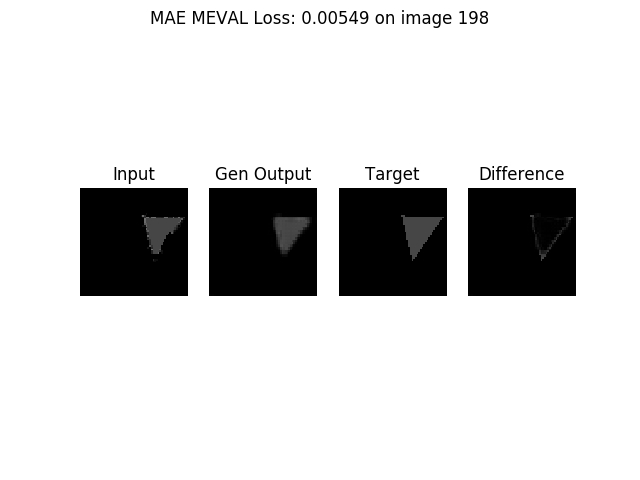 MAE MEVAL Loss: 0.00549 on image 198
Input
Gen Output
Target
Difference